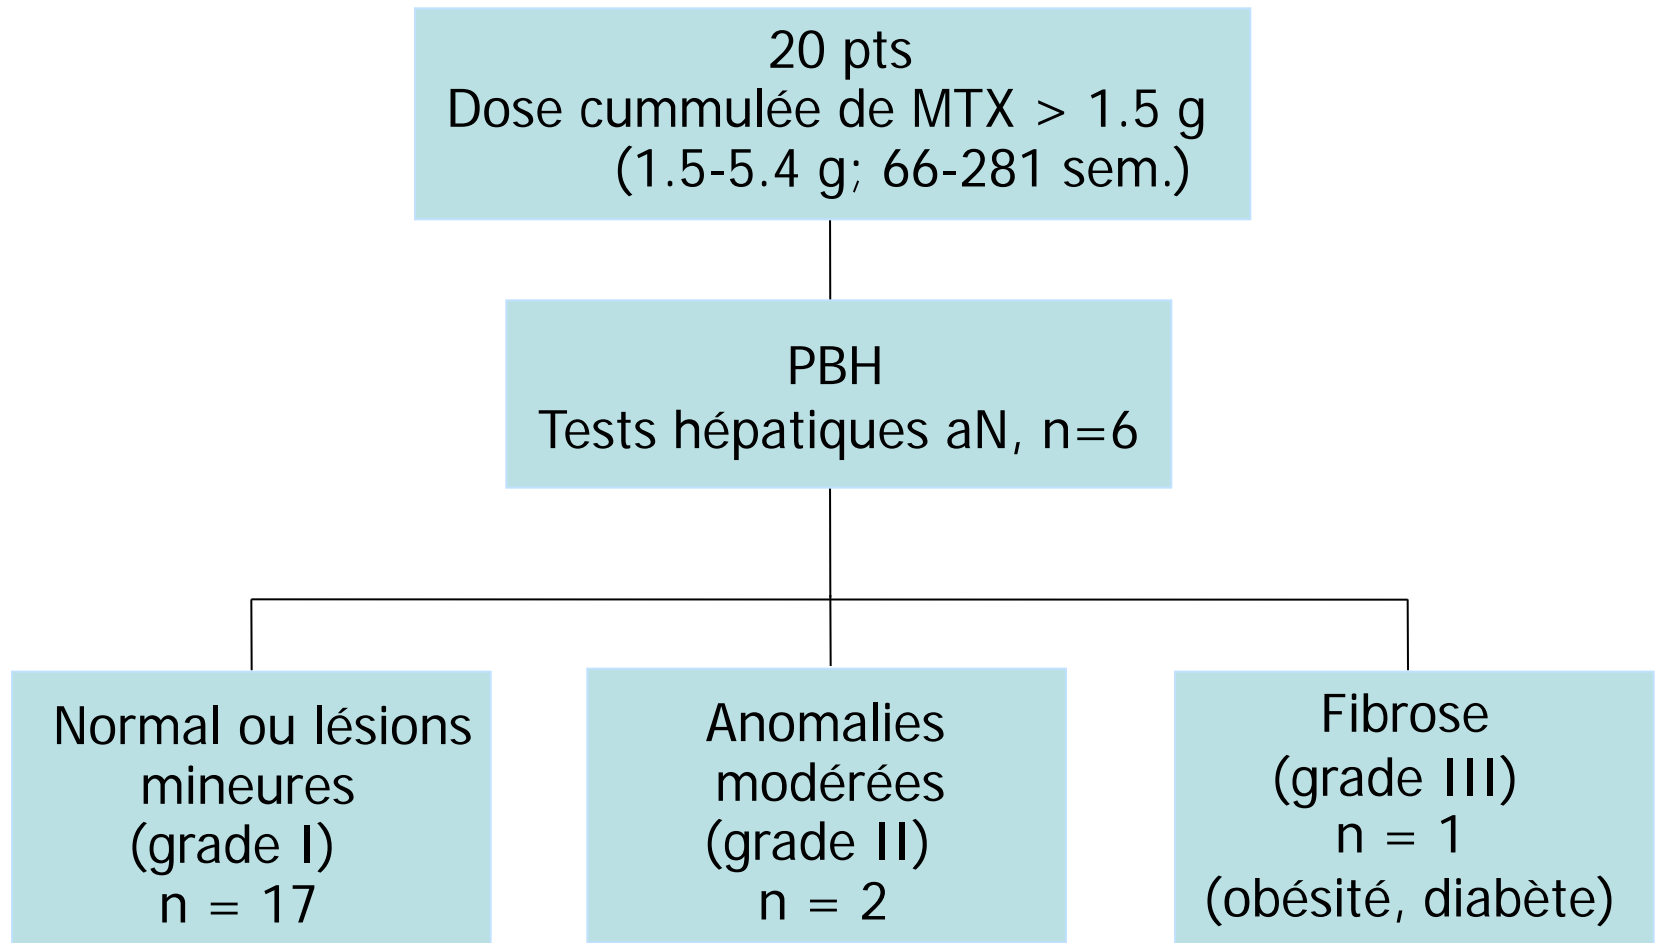 20 pts
Dose cummulée de MTX > 1.5 g
(1.5-5.4 g; 66-281 sem.)
PBH
Tests hépatiques aN, n=6
Normal ou lésions
mineures
(grade I)
n = 17
Anomalies
modérées
(grade II)
n = 2
Fibrose
(grade III)
n = 1
(obésité, diabète)